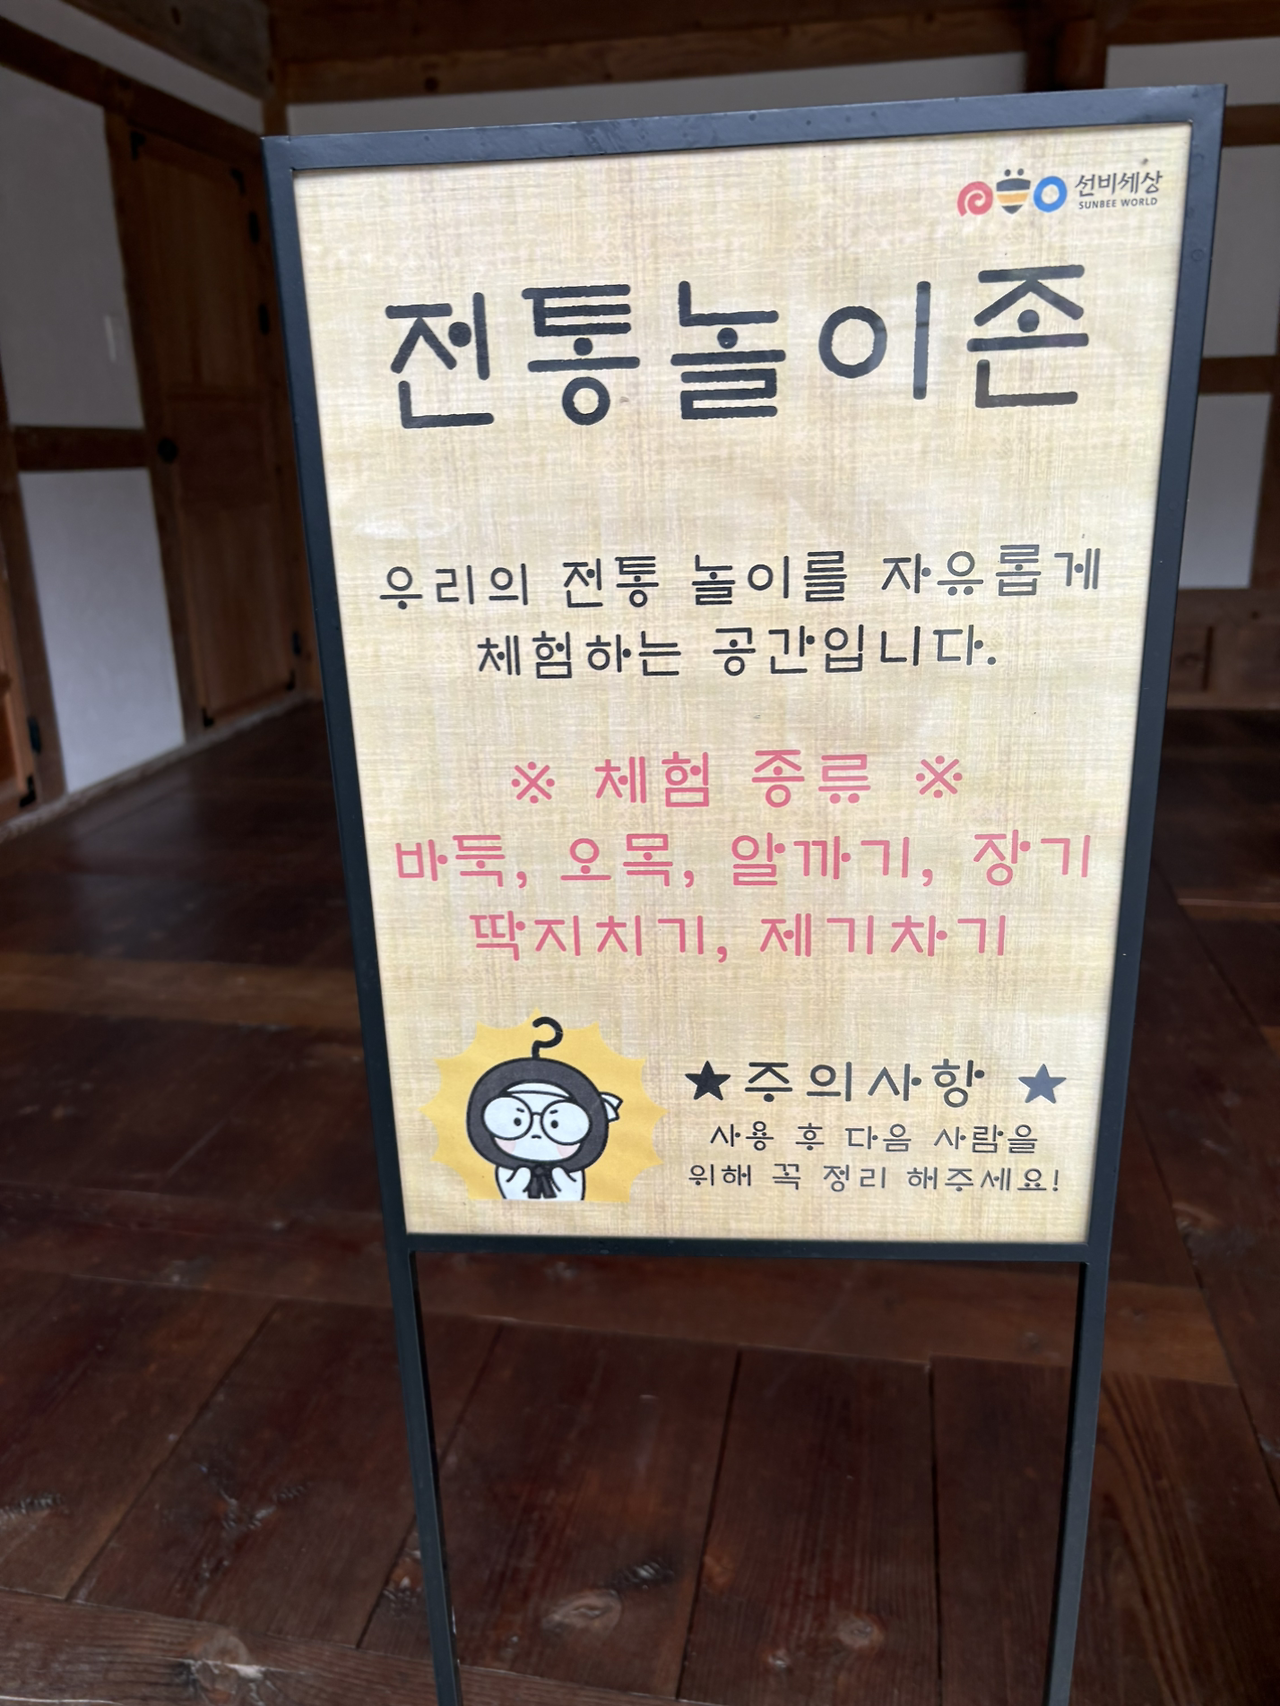 선비세상
SUNBEE WORLD
전통놀이존
우리의 전통 놀이를 자유롭게
체험하는 공간입니다.
※ 체험 종류 ※
바둑, 오목, 알까기, 장기
딱지치기, 제기차기
★주의사항 ★
사용 후 다음 사람을
위해 꼭 정리 해주세요!